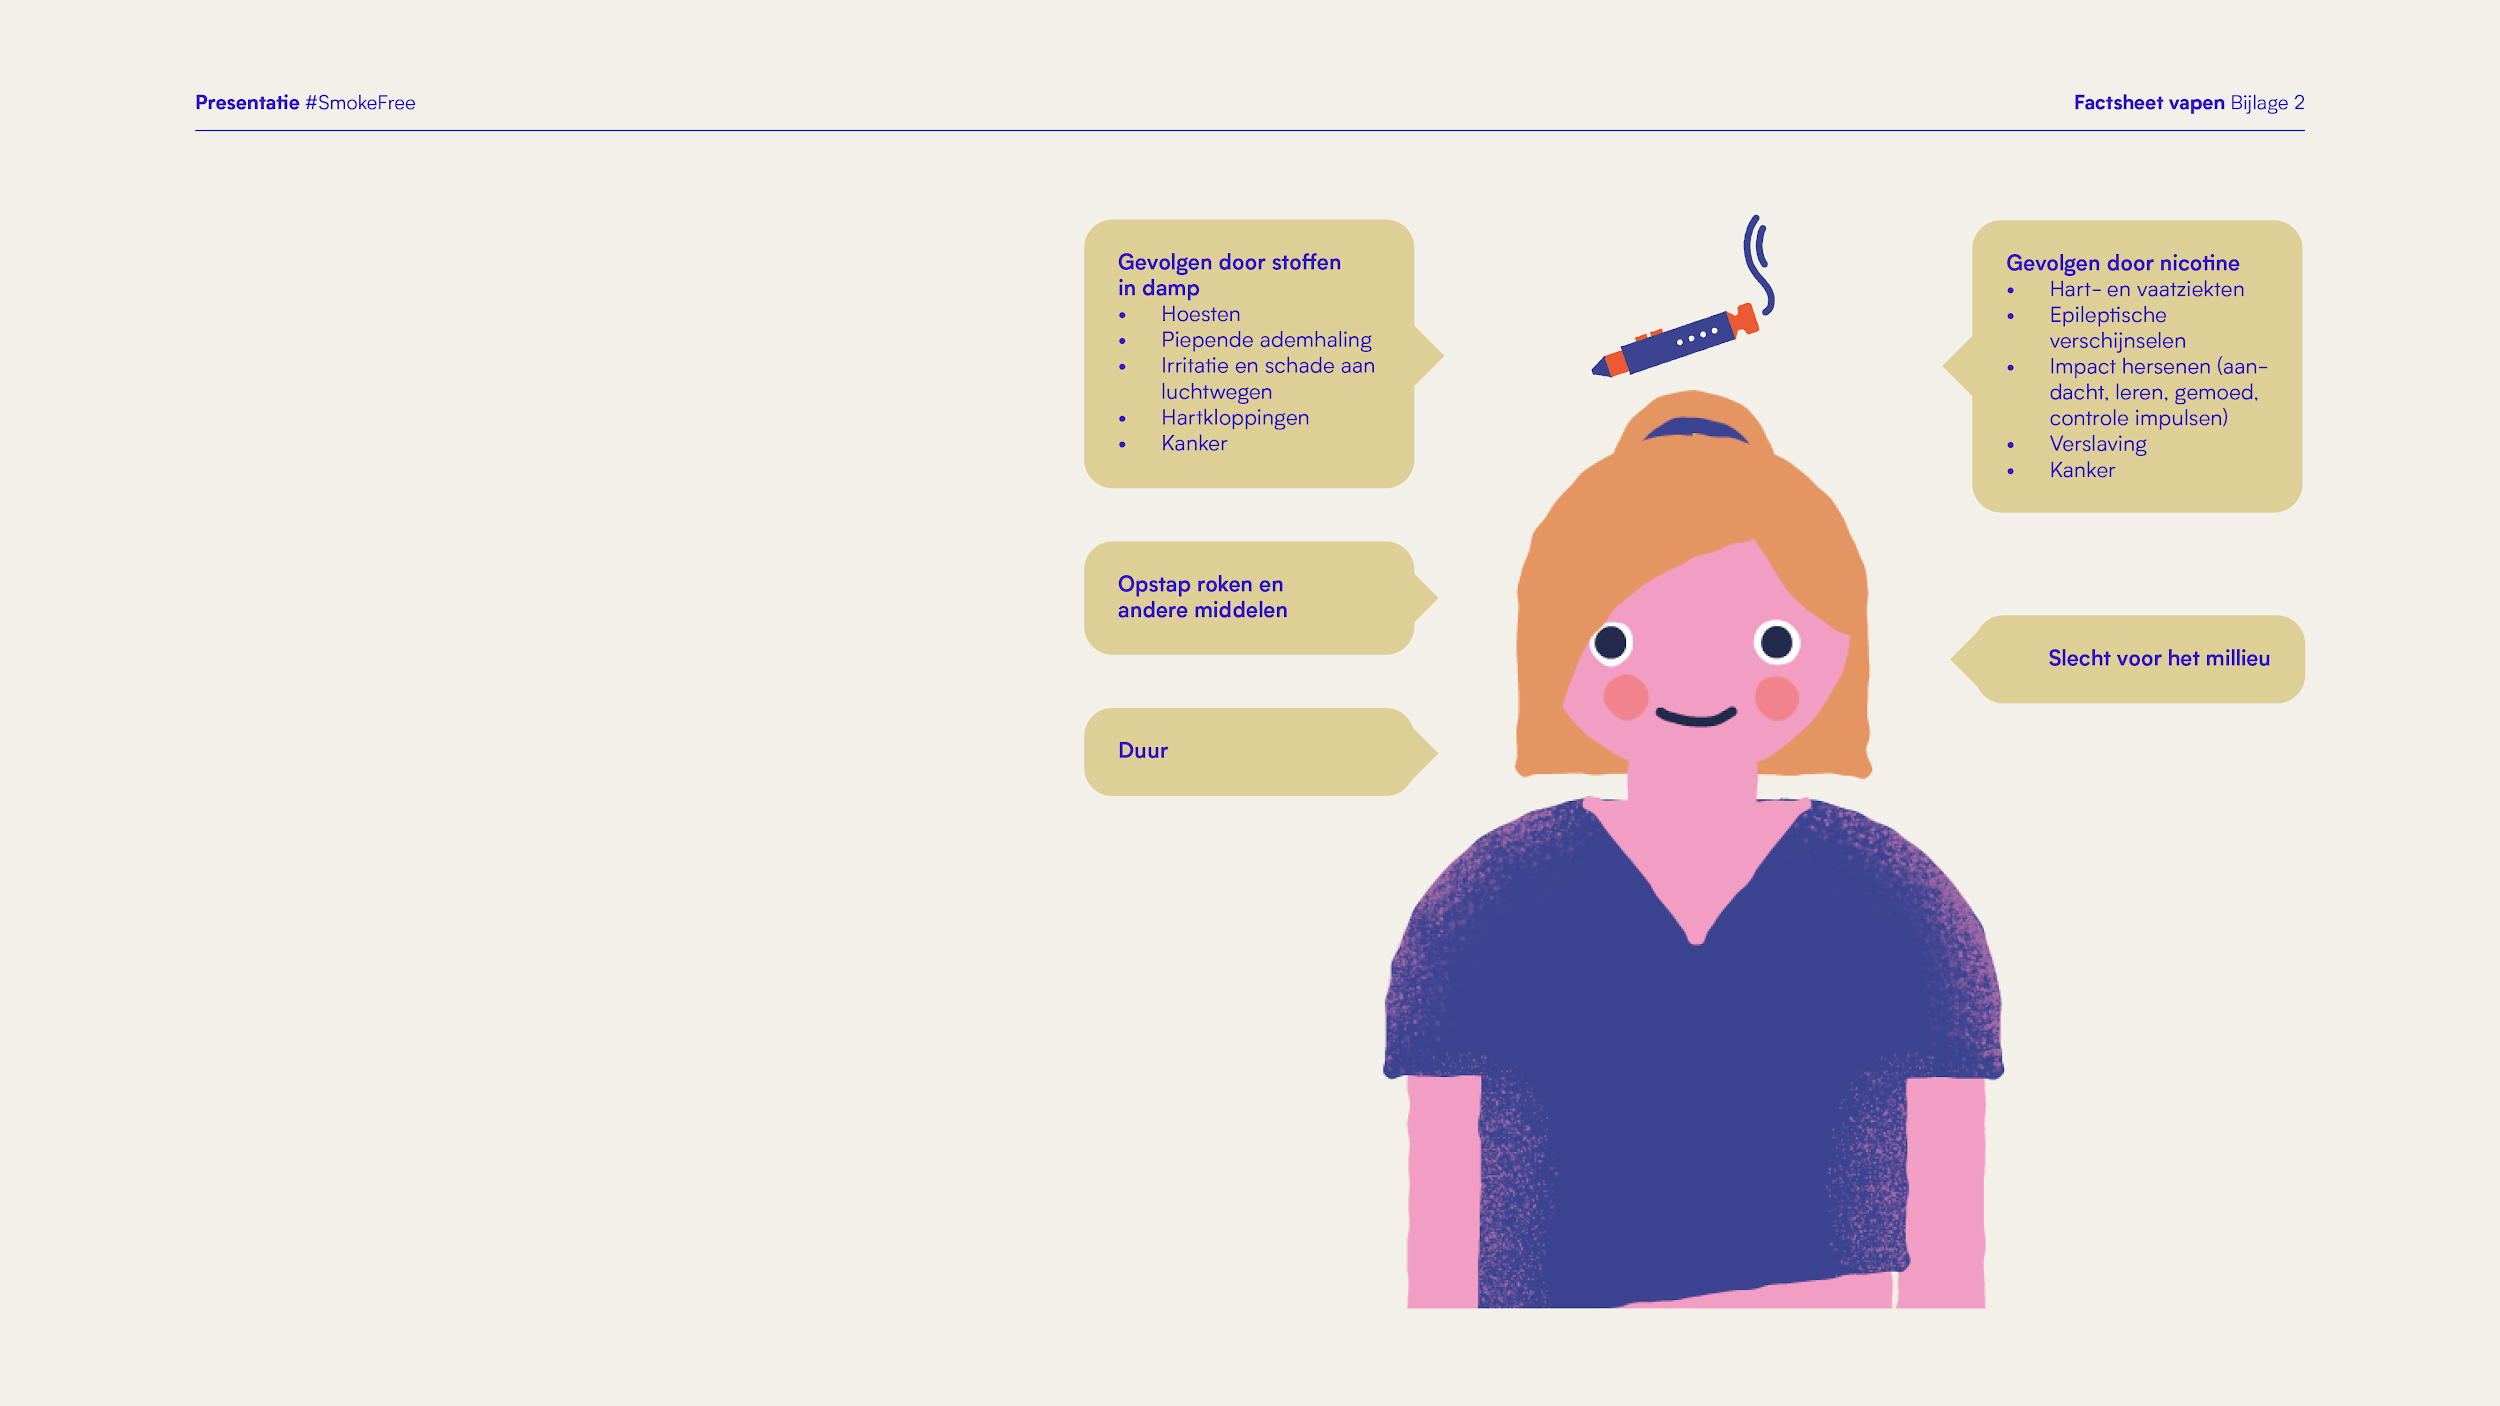 Presentatie #SmokeFree
Factsheet vapen Bijlage 2
Gevolgen door stoffen
in damp
• Hoesten
• Piepende ademhaling
• Irritatie en schade aan
luchtwegen
• Hartkloppingen
• Kanker
Opstap roken en
andere middelen
Duur
Gevolgen door nicotine
• Hart- en vaatziekten
• Epileptische
verschijnselen
• Impact hersenen (aan-
dacht, leren, gemoed,
controle impulsen)
• Verslaving
• Kanker
Slecht voor het millieu